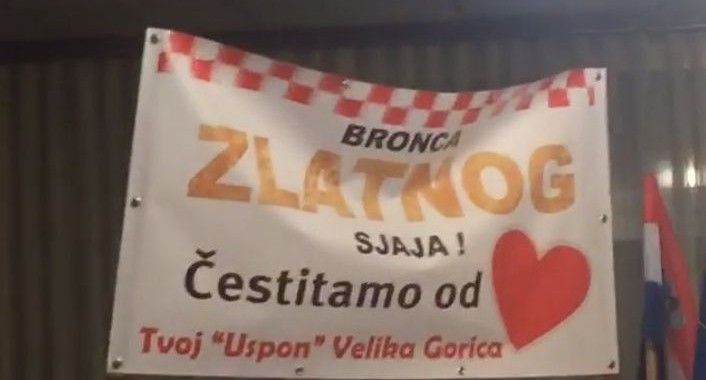 BRONCA
ZLATNOG
SJAJA!
Čestitamo od
Tvoj "Uspon" Velika Gorica